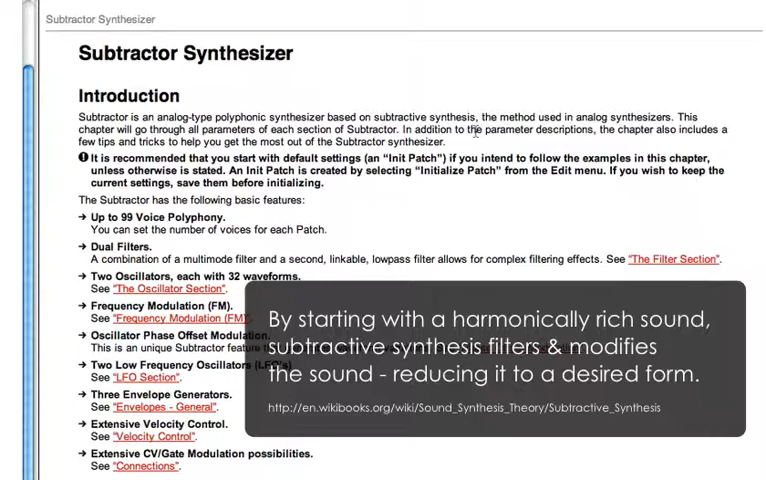 Subtractor Synthesizer
Subtractor Synthesizer
Introduction
Subtractor is an analog-type polyphonic synthesizer based on subtractive synthesis, the method used in analog synthesizers. This
chapter will go through all parameters of each section of Subtractor. In addition to the parameter descriptions, the chapter also includes a
few tips and tricks to help you get the most out of the Subtractor synthesizer.
It is recommended that you start with default settings (an “Init Patch”) if you intend to follow the examples in this chapter,
unless otherwise is stated. An Init Patch is created by selecting “Initialize Patch” from the Edit menu. If you wish to keep the
current settings, save them before initializing.
The Subtractor has the following basic features:
→ Up to 99 Voice Polyphony.
You can set the number of voices for each Patch.
→ Dual Filters.
A combination of a multimode filter and a second, linkable, lowpass filter allows for complex filtering effects. See “The Filter Section”.
→ Two Oscillators, each with 32 waveforms.
See “The Oscillator Section”.
→ Frequency Modulation (FM).
See “Frequency Modulation (FM)”.
→ Oscillator Phase Offset Modulation.
This is an unique Subtractor feature
→ Two Low Frequency Oscillators (LFO's)
See “LFO Section”.
→ Three Envelope Generators.
See “Envelopes - General”.
→ Extensive Velocity Control.
See “Velocity Control”.
→ Extensive CV/Gate Modulation possibilities.
See “Connections”.
By starting with a harmonically rich sound,
subtractive synthesis filters & modifies
the sound - reducing it to a desired form.
http://en.wikibooks.org/wiki/Sound_Synthesis_Theory/Subtractive_Synthesis